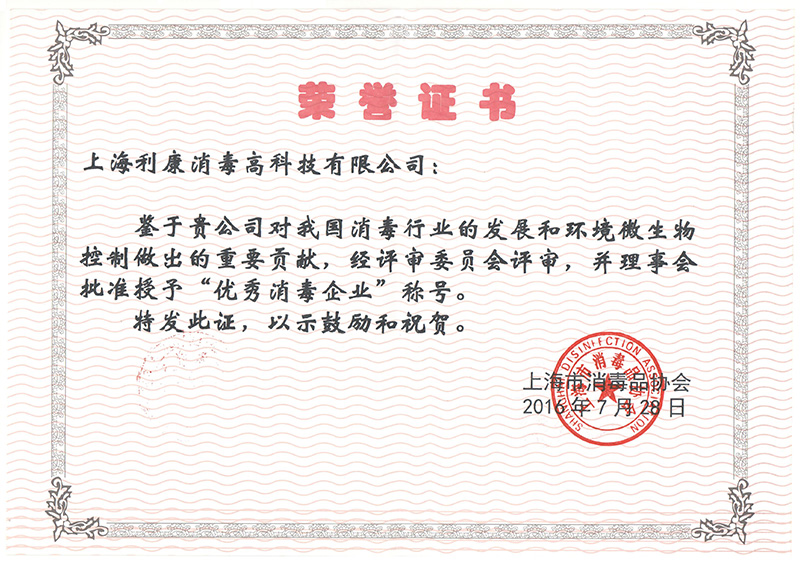 荣誉证书
上海利康消毒高科技有限公司：
鉴于贵公司对我国消毒行业的发展和环境微生物
控制做出的重要贡献，经评审委员会评审，并理事会
批准授予“优秀消毒企业”称号。
特发此证，以示鼓励和祝贺。
上海市消毒品协会
2016年7月28日
SHANGHAI DISINFECTION ASSOCIATION
上海市消毒品协会